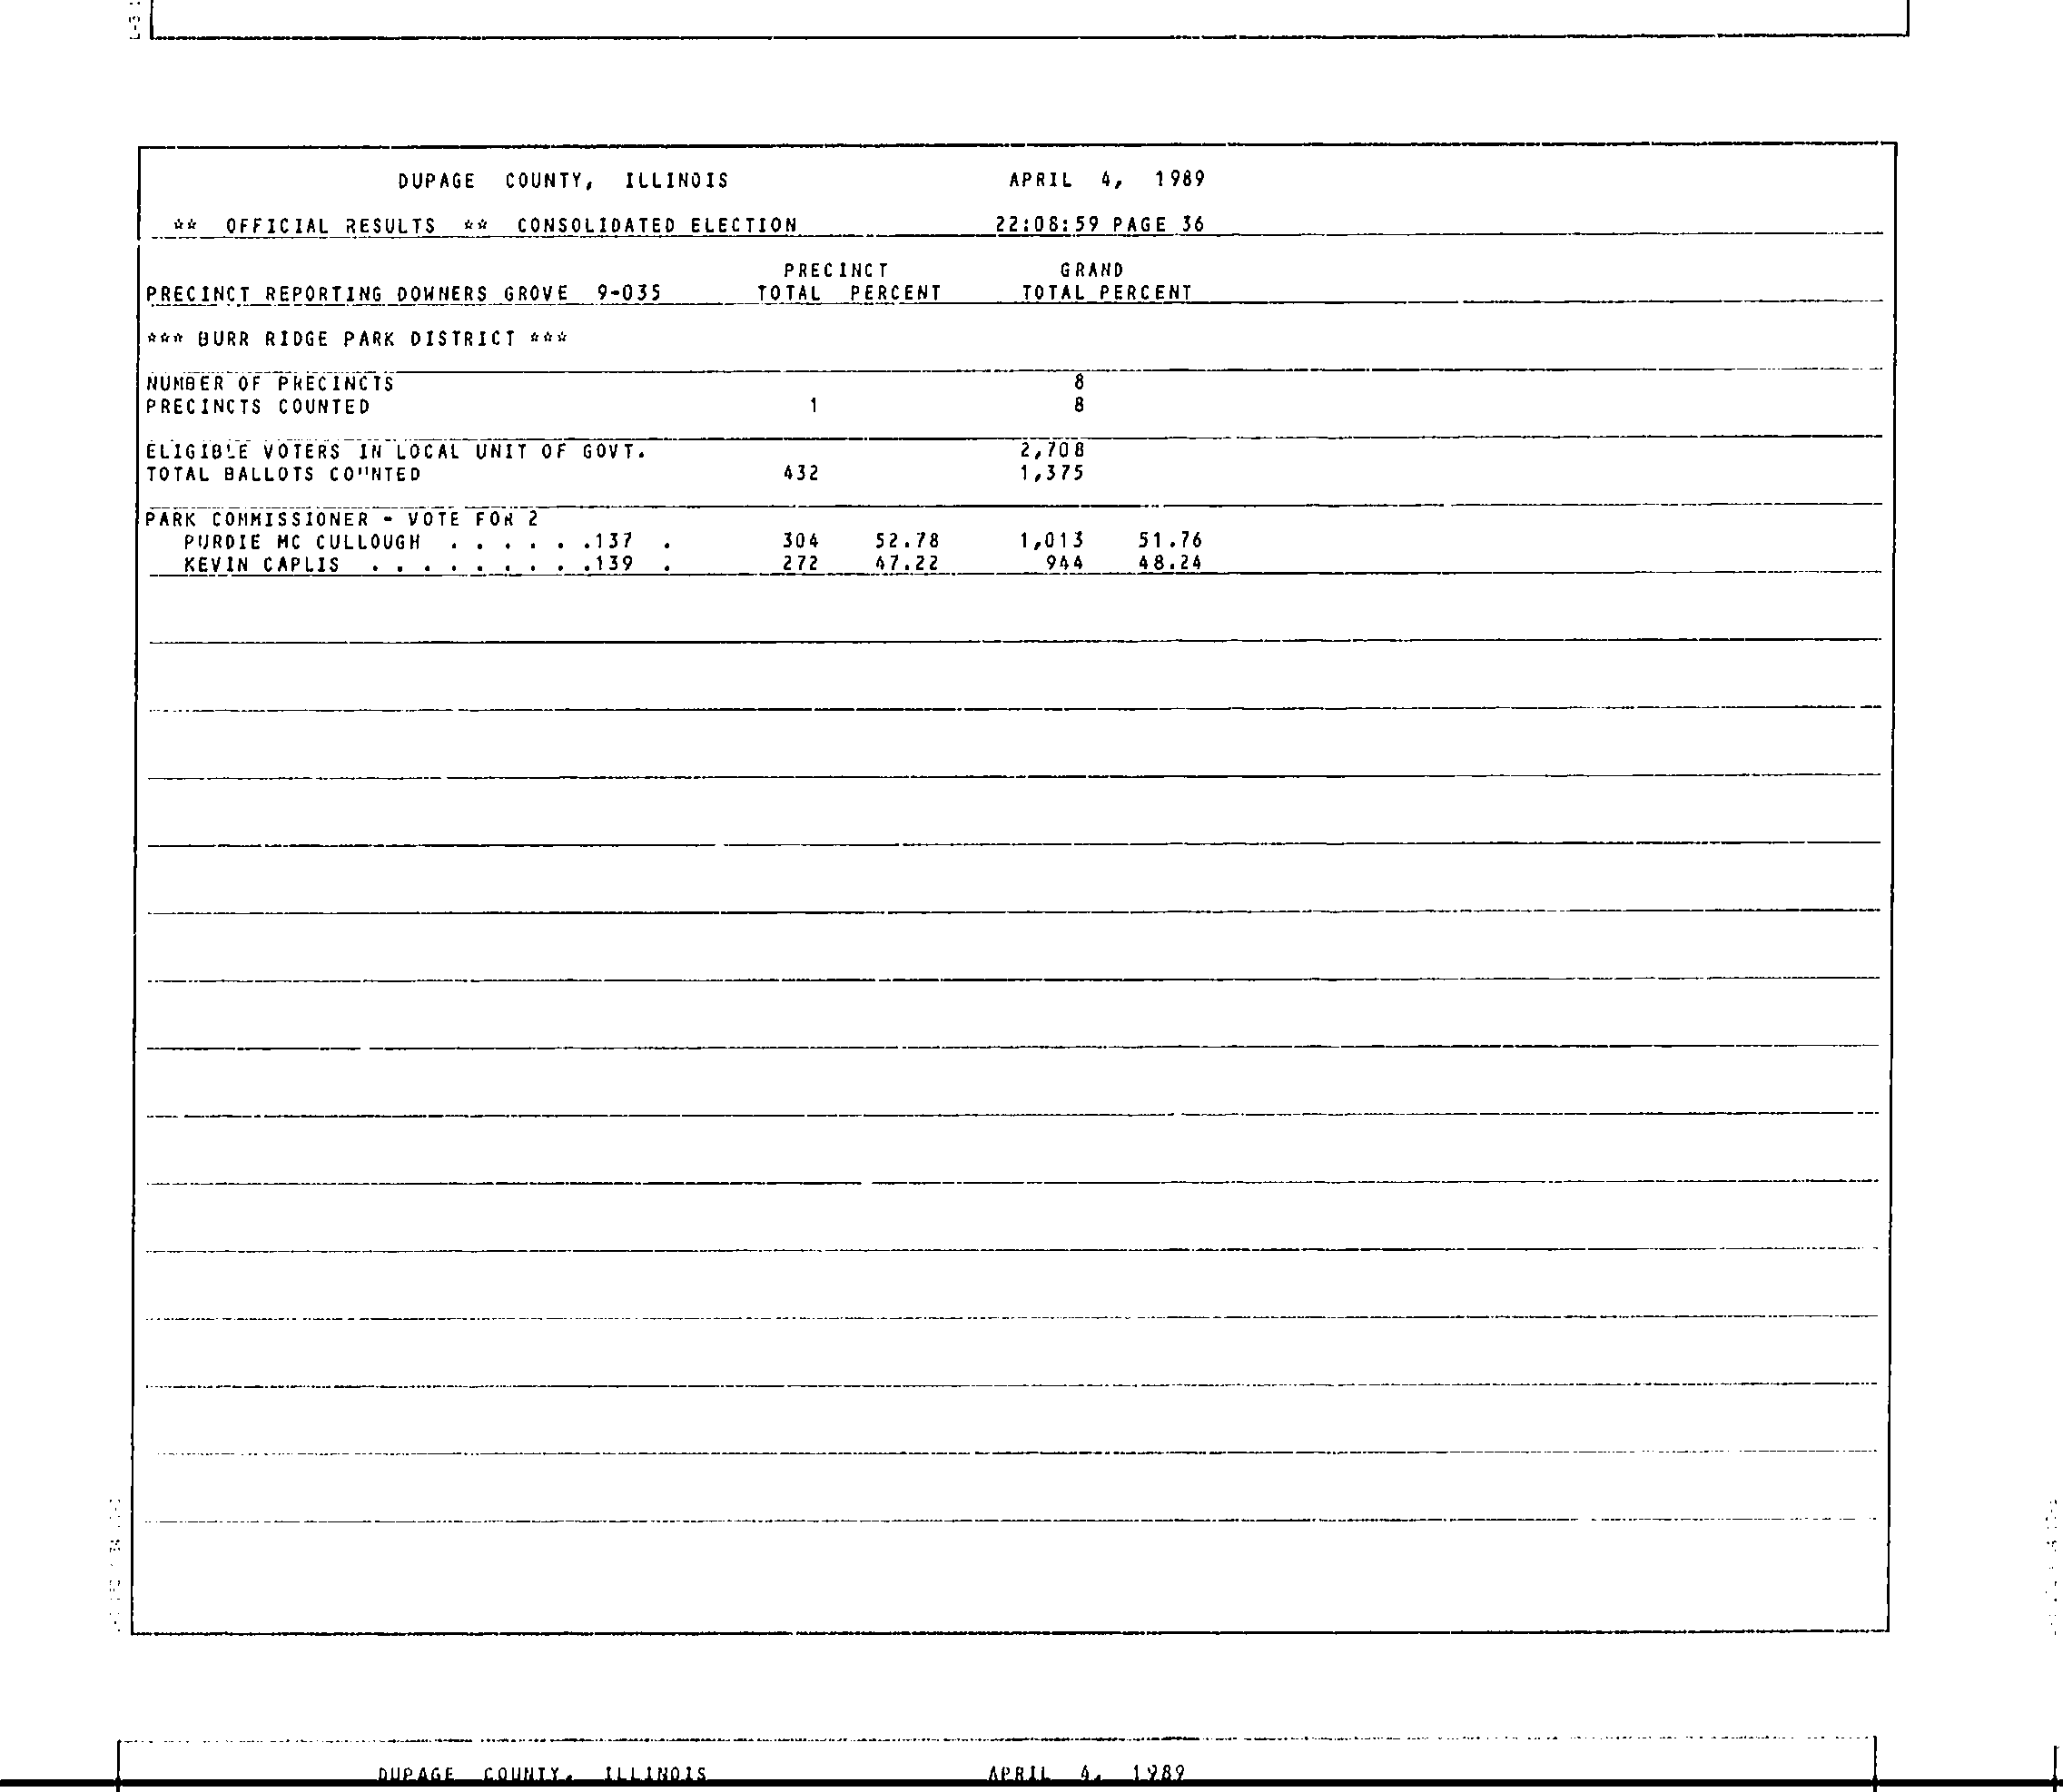 DUPAGE COUNTY, ILLINOIS APRIL 4, 1989
** OFFICIAL RESULTS ** CONSOLIDATED ELECTION 22:08:59 PAGE 36
PRECINCT GRAND
PRECINCT REPORTING DOWNERS GROVE 9-035 TOTAL PERCENT TOTAL PERCENT
*** BURR RIDGE PARK DISTRICT ***
NUMBER OF PRECINCTS 8
PRECINCTS COUNTED 1 8
ELIGIBLE VOTERS IN LOCAL UNIT OF GOVT. 2,708
TOTAL BALLOTS COUNTED 432 1,375
PARK COMMISSIONER - VOTE FOR 2
PURDIE MC CULLOUGH . . . . . .137 . 304 52.78 1,013 51.76
KEVIN CAPLIS . . . . . . . . .139 . 272 47.22 944 48.24
DUPAGE COUNTY, ILLINOIS APRIL 4, 1989